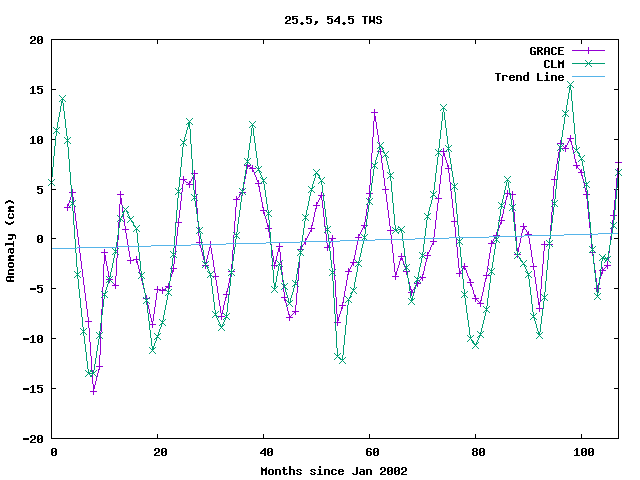 25.5, 54.5 TWS
GRACE
CLM
Trend Line
20
15
10
5
0
-5
-10
-15
-20
Anomaly (cm)
0 20 40 60 80 100
Months since Jan 2002